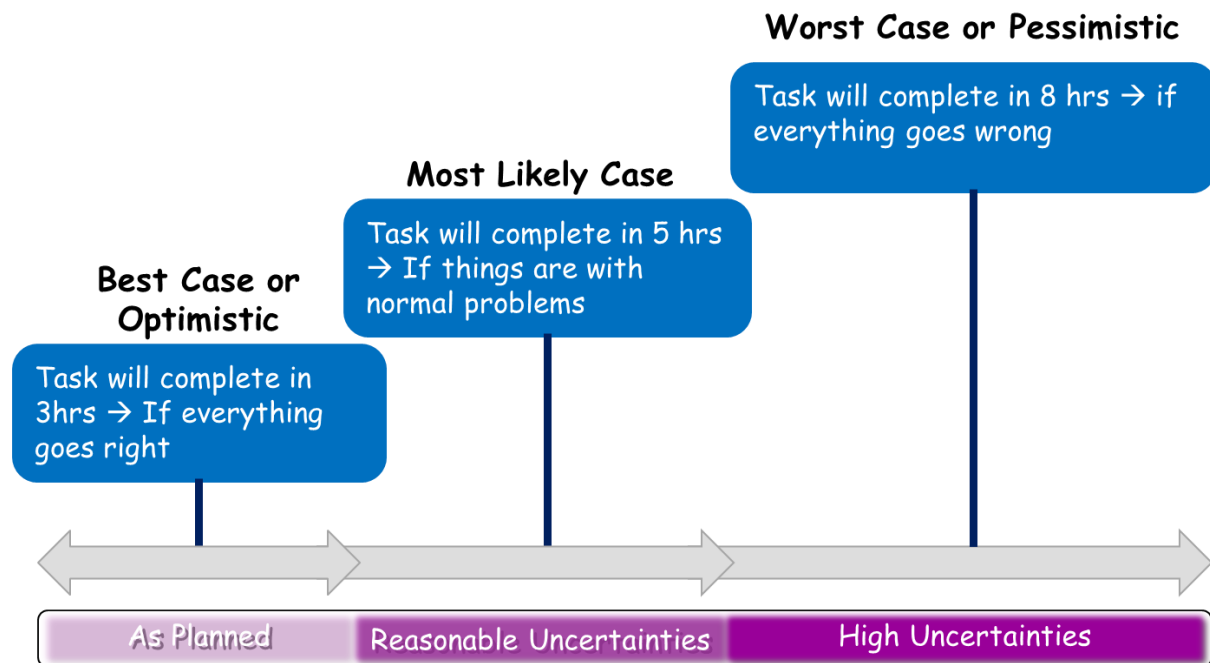 Worst Case or Pessimistic
Task will complete in 8 hrs → if
everything goes wrong
Most Likely Case
Task will complete in 5 hrs
→ If things are with
normal problems
Best Case or
Optimistic
Task will complete in
3hrs → If everything
goes right
As Planned
Reasonable Uncertainties
High Uncertainties